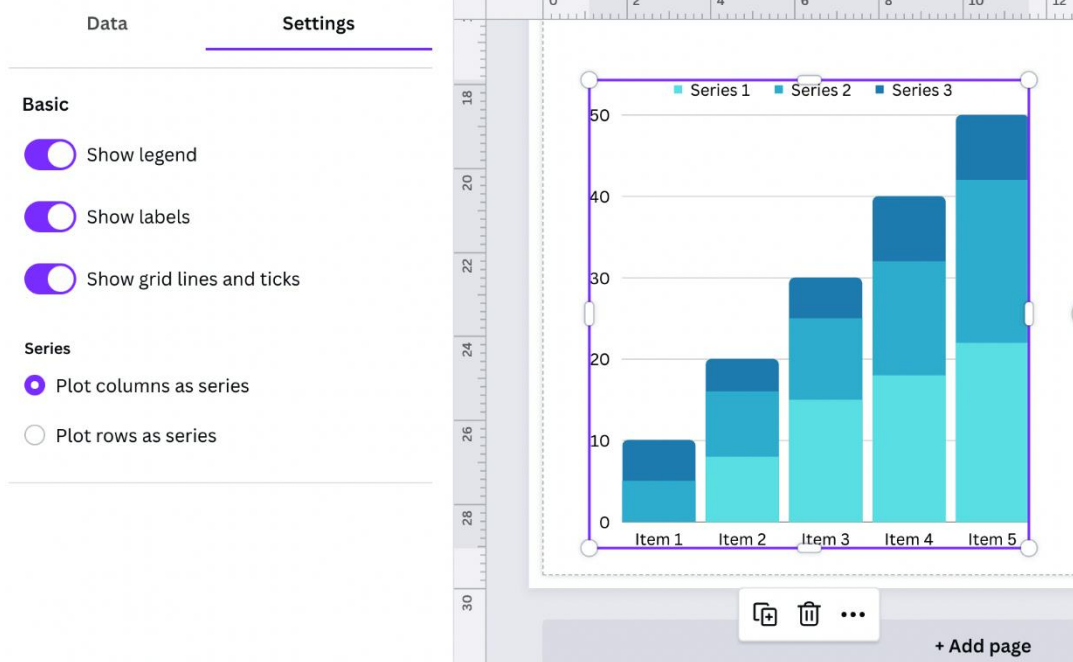 Data Settings
Basic
Show legend
Show labels
Show grid lines and ticks
Series
Plot columns as series
Plot rows as series
0 2 4 6 8 10 12
18
20
22
24
26
28
30
Series 1 Series 2 Series 3
50
40
30
20
10
0
Item 1 Item 2 Item 3 Item 4 Item 5
+ Add page